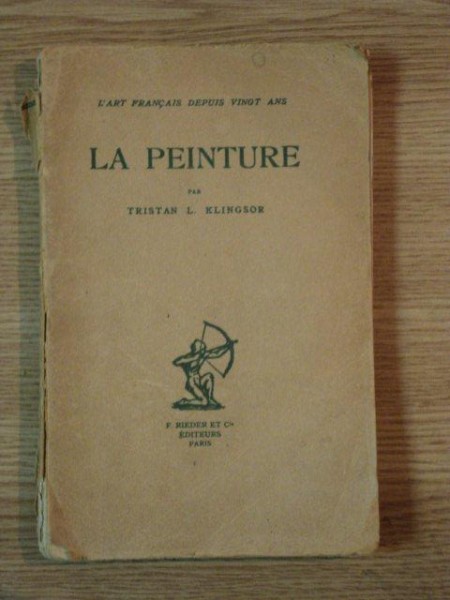 L'ART FRANÇAIS DEPUIS VINGT ANS
LA PEINTURE
PAR
TRISTAN L. KLINGSOR
F. RIEDER ET Cie
ÉDITEURS
PARIS